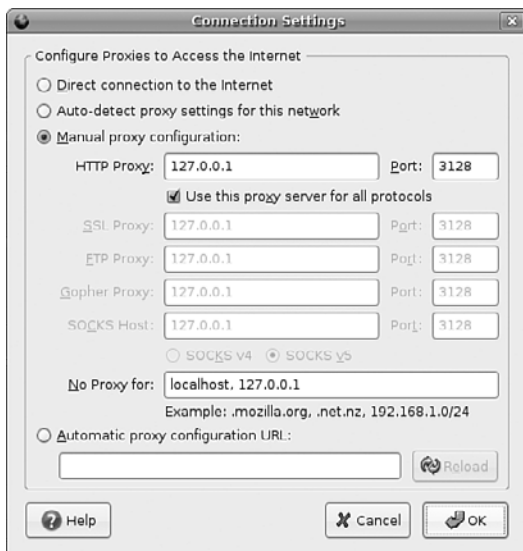 Connection Settings
Configure Proxies to Access the Internet
Direct connection to the Internet
Auto-detect proxy settings for this network
Manual proxy configuration:
HTTP Proxy: 127.0.0.1 Port: 3128
Use this proxy server for all protocols
SSL Proxy: 127.0.0.1 Port: 3128
FTP Proxy: 127.0.0.1 Port: 3128
Gopher Proxy: 127.0.0.1 Port: 3128
SOCKS Host: 127.0.0.1 Port: 3128
SOCKS v4 SOCKS v5
No Proxy for: localhost, 127.0.0.1
Example: .mozilla.org, .net.nz, 192.168.1.0/24
Automatic proxy configuration URL:
Reload
Help Cancel OK